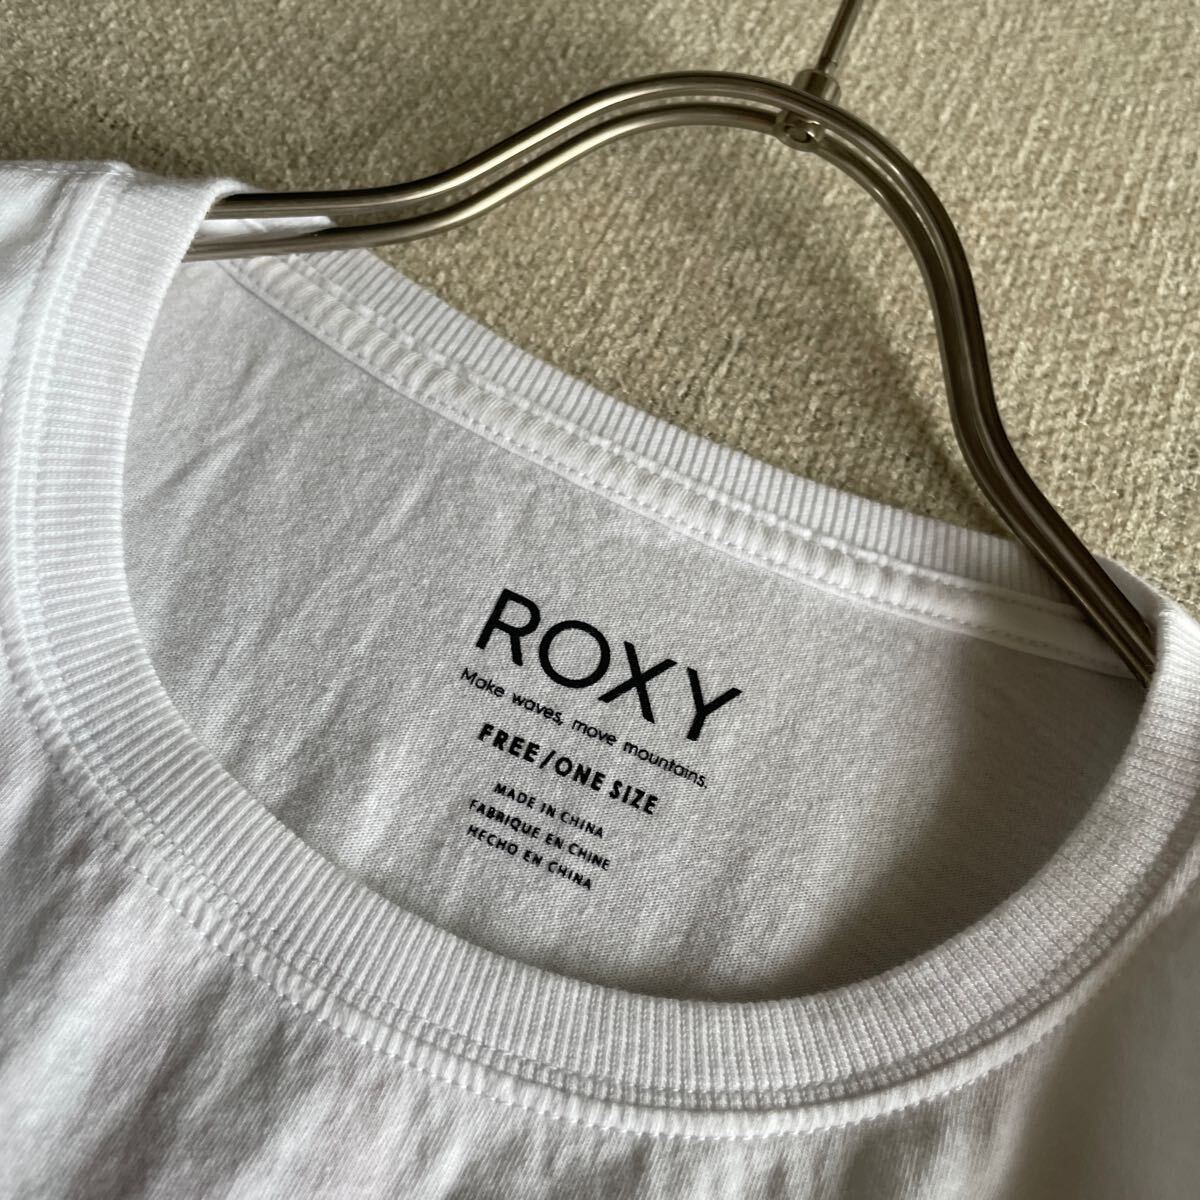 ROXY
Make waves, move mountains.
FREE/ONE SIZE
MADE IN CHINA
FABRIQUE EN CHINE
HECHO EN CHINA